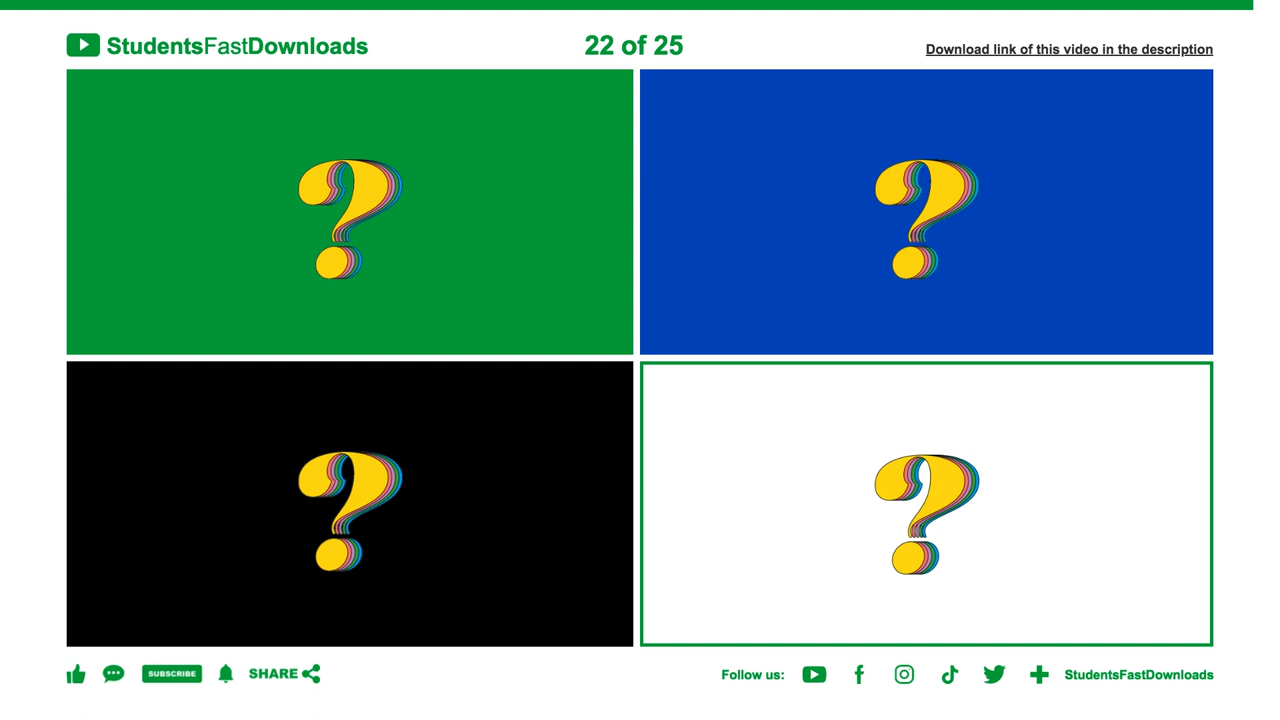 StudentsFastDownloads
22 of 25
Download link of this video in the description
?
?
?
?
SUBSCRIBE
SHARE
Follow us:
StudentsFastDownloads